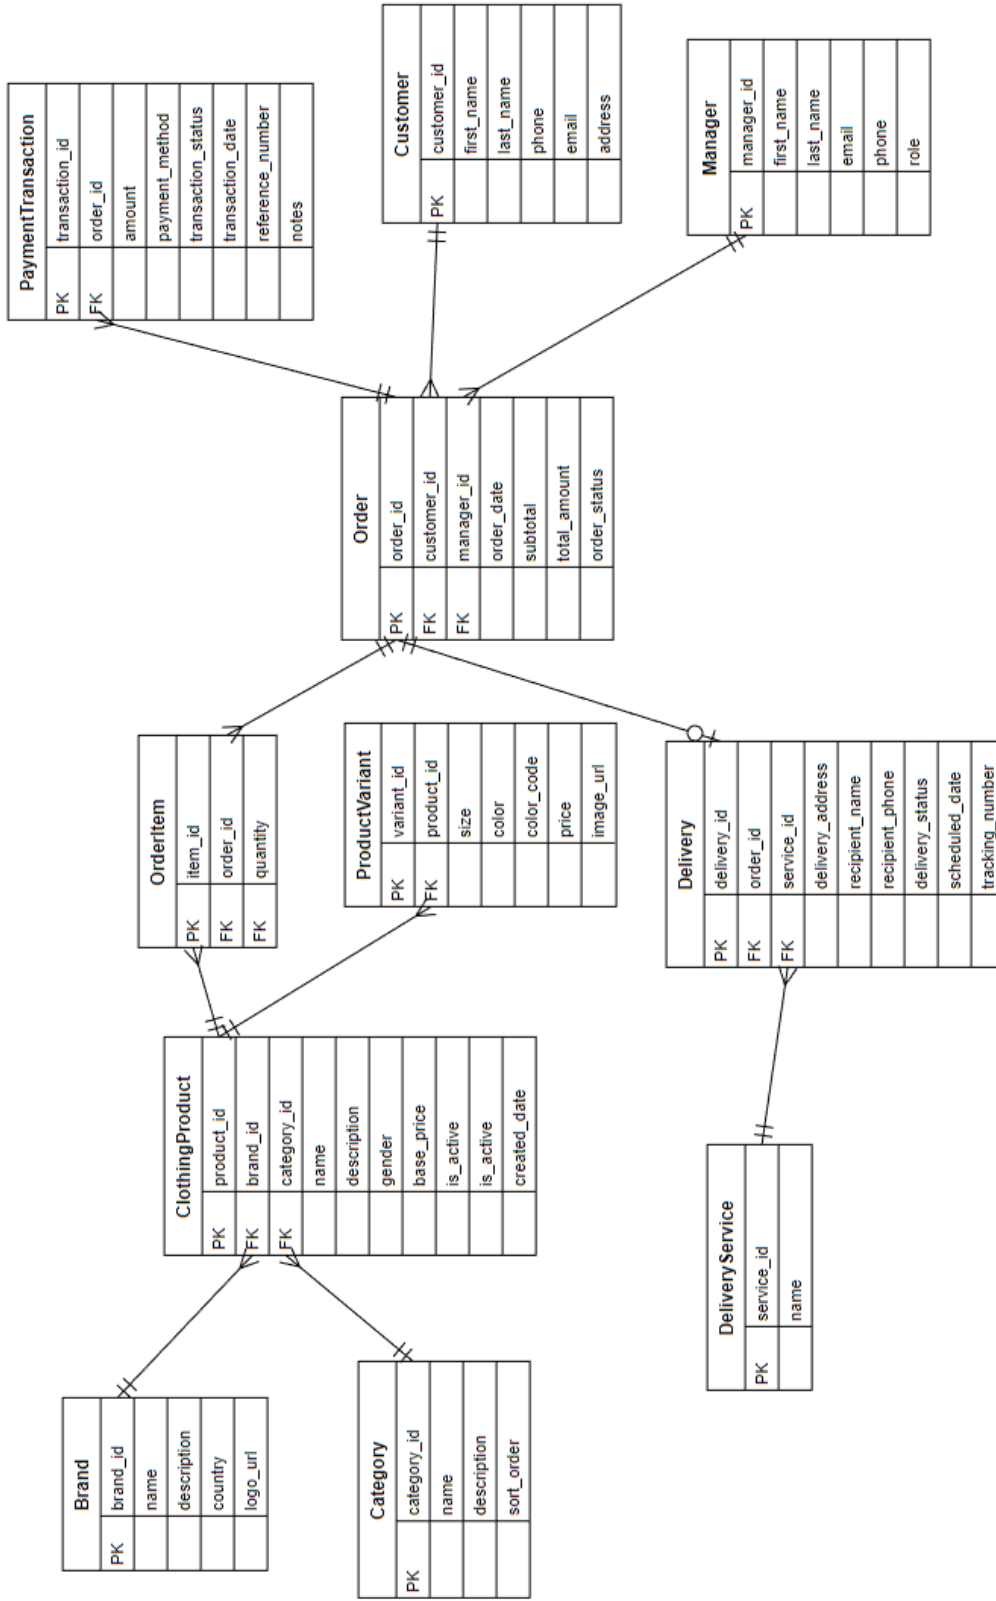 Brand
PK brand_id
name
description
country
logo_url
Category
PK category_id
name
description
sort_order
ClothingProduct
PK product_id
FK brand_id
FK category_id
name
description
gender
base_price
is_active
is_active
created_date
DeliveryService
PK service_id
name
OrderItem
PK item_id
FK order_id
FK quantity
ProductVariant
PK variant_id
FK product_id
size
color
color_code
price
image_url
Delivery
PK delivery_id
FK order_id
FK service_id
delivery_address
recipient_name
recipient_phone
delivery_status
scheduled_date
tracking_number
Order
PK order_id
FK customer_id
FK manager_id
order_date
subtotal
total_amount
order_status
PaymentTransaction
PK transaction_id
FK order_id
amount
payment_method
transaction_status
transaction_date
reference_number
notes
Customer
PK customer_id
first_name
last_name
phone
email
address
Manager
PK manager_id
first_name
last_name
email
phone
role